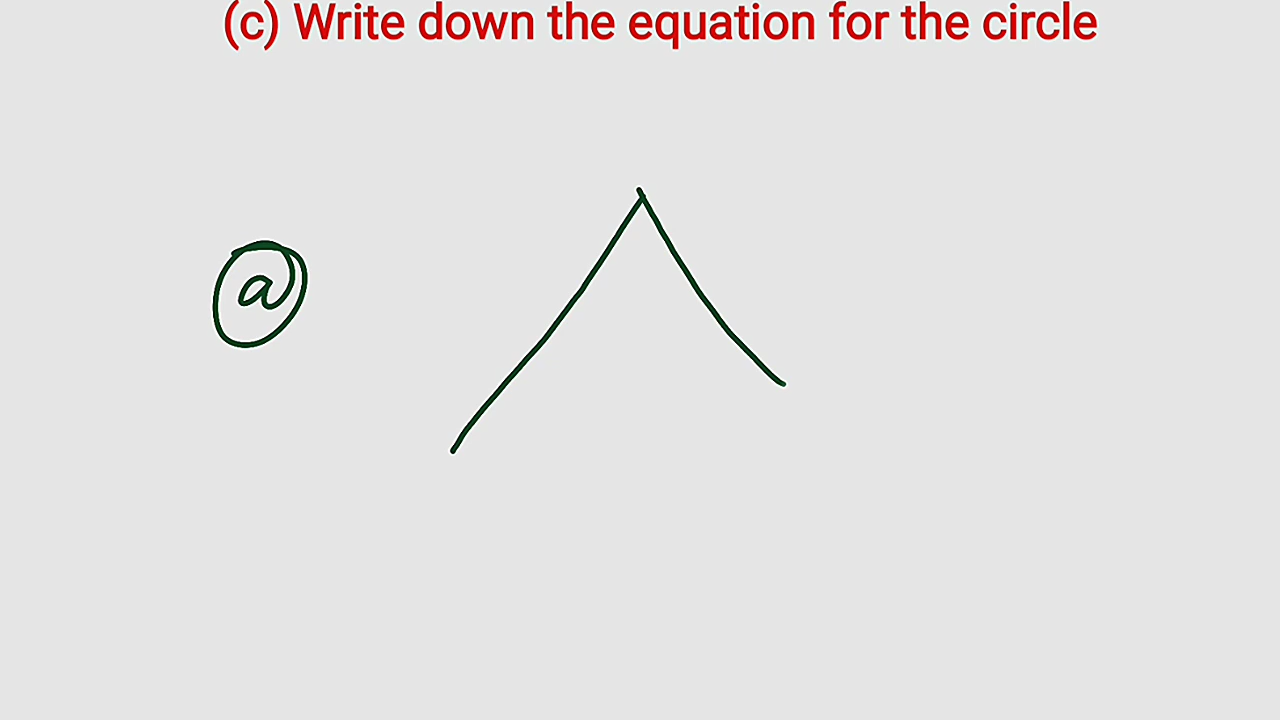 (c) Write down the equation for the circle
a